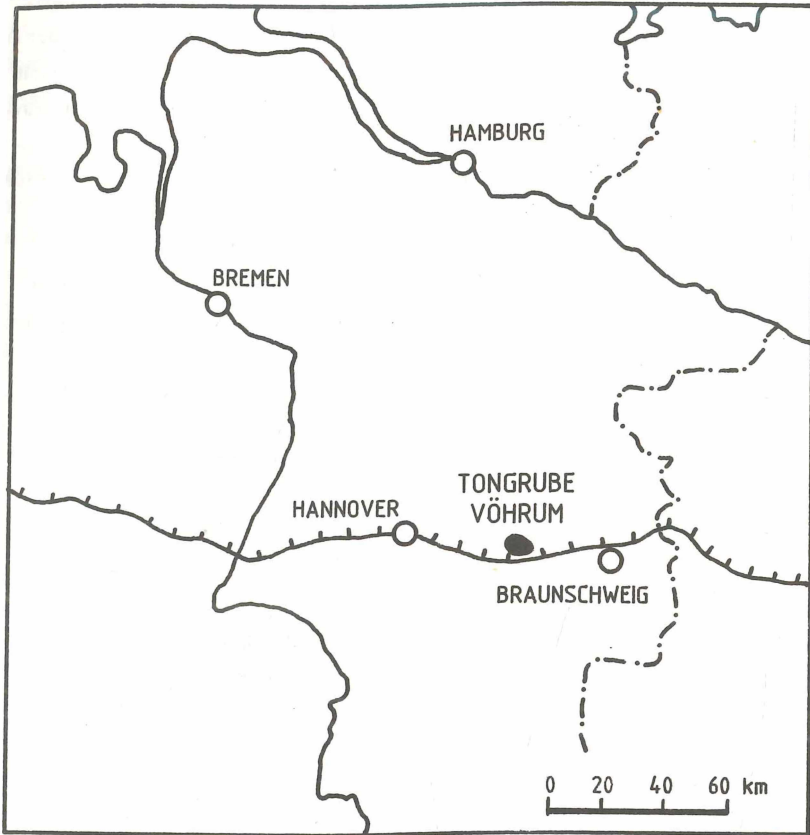 HAMBURG
BREMEN
TONGRUBE
VÖHRUM
HANNOVER
BRAUNSCHWEIG
0 20 40 60 km